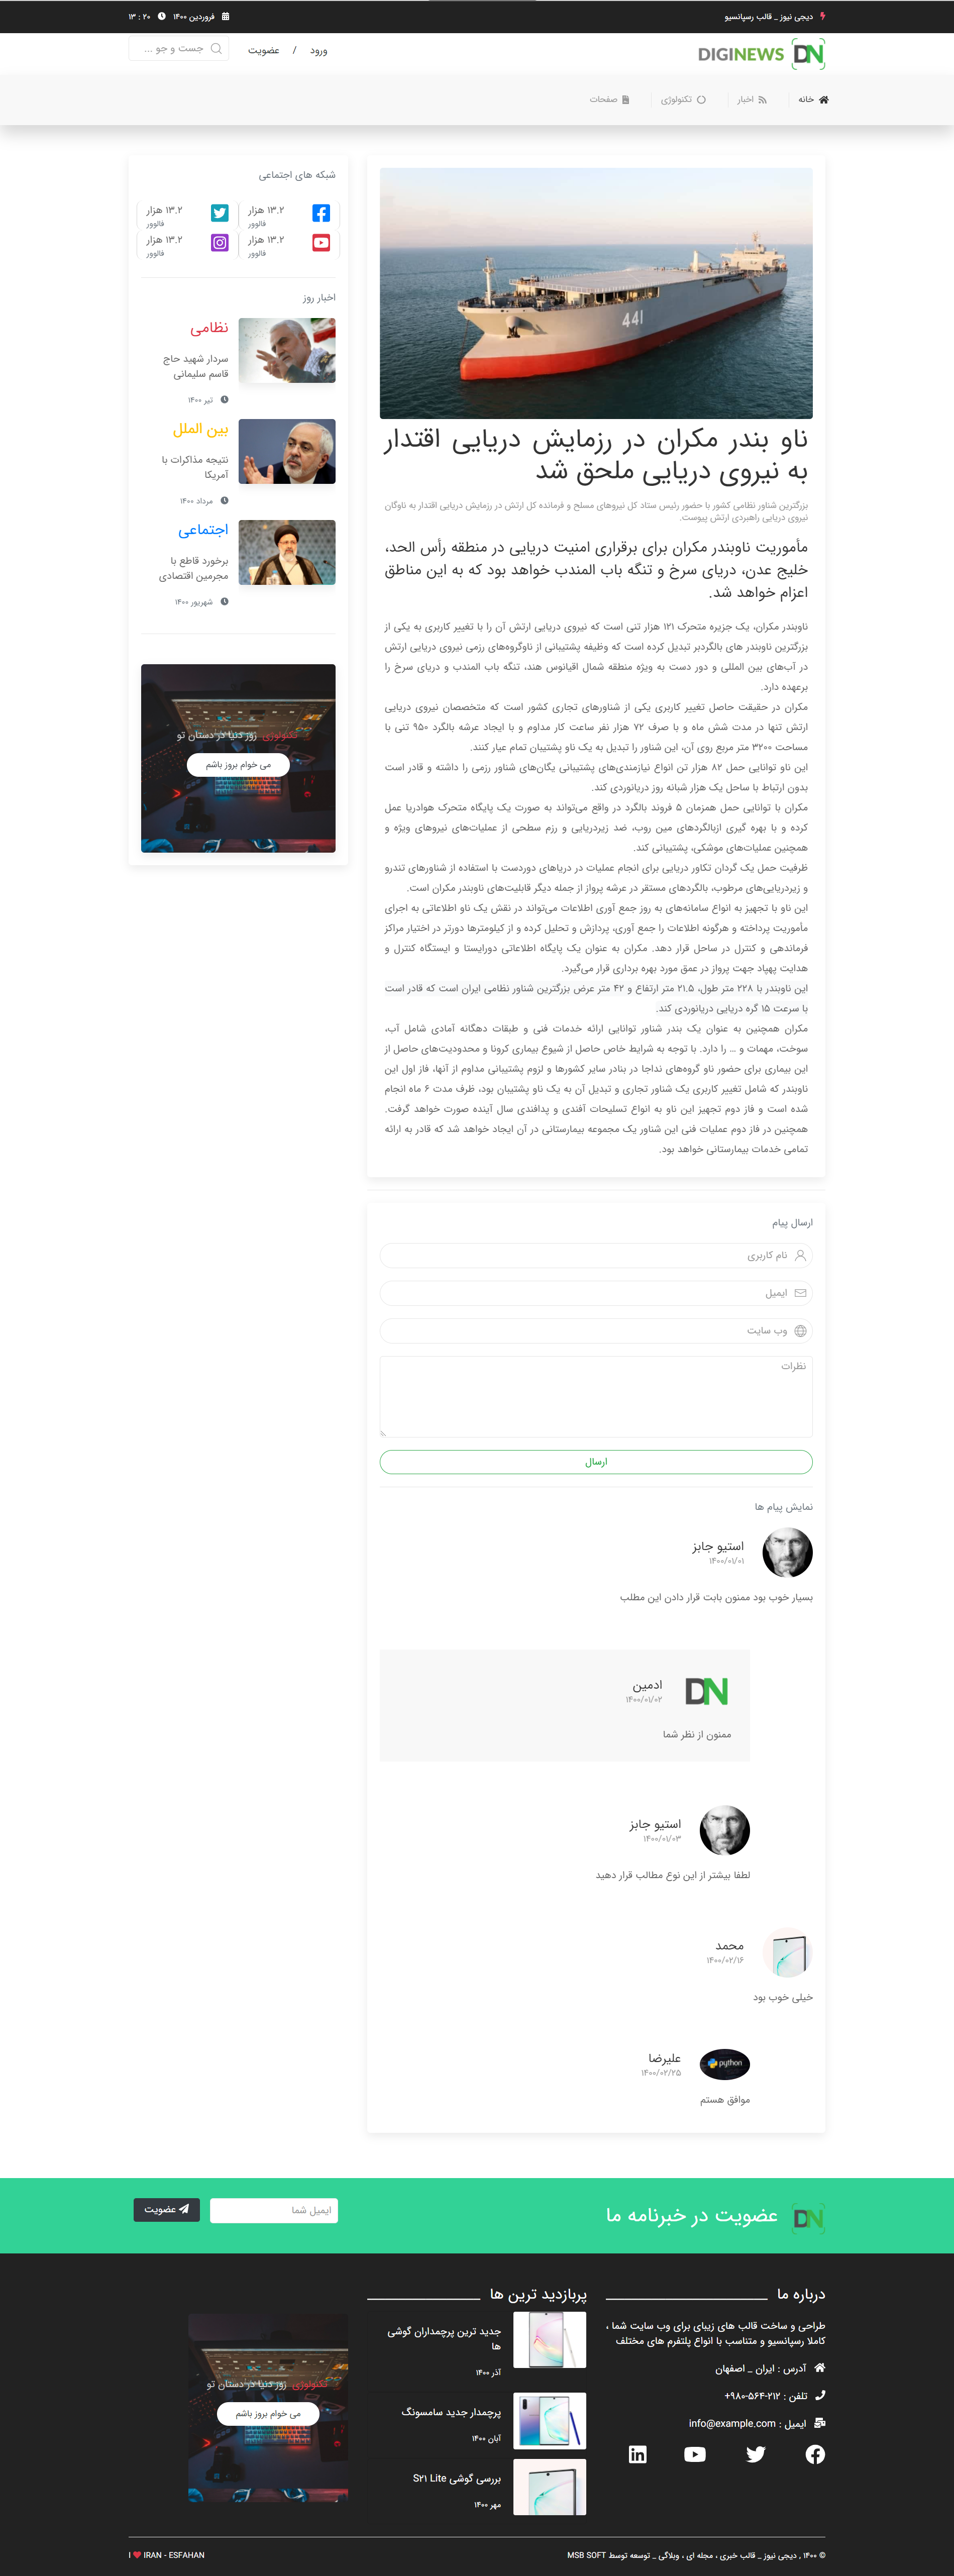 دیجی نیوز _ قالب رسپانسیو
فروردین ۱۴۰۰
۲۰ : ۱۳
DIGINEWS DN
ورود / عضویت
جست و جو ...
خانه
اخبار
تکنولوژی
صفحات
441
ناو بندر مکران در رزمایش دریایی اقتدار
به نیروی دریایی ملحق شد
بزرگترین شناور نظامی کشور با حضور رئیس ستاد کل نیروهای مسلح و فرمانده کل ارتش در رزمایش دریایی اقتدار به ناوگان
نیروی دریایی راهبردی ارتش پیوست.
مأموریت ناوبندر مکران برای برقراری امنیت دریایی در منطقه رأس الحد،
خلیج عدن، دریای سرخ و تنگه باب المندب خواهد بود که به این مناطق
اعزام خواهد شد.
ناوبندر مکران، یک جزیره متحرک ۱۲۱ هزار تنی است که نیروی دریایی ارتش آن را با تغییر کاربری به یکی از
بزرگترین ناوبندر های بالگردبر تبدیل کرده است که وظیفه پشتیبانی از ناوگروه‌های رزمی نیروی دریایی ارتش
در آب‌های بین المللی و دور دست به ویژه منطقه شمال اقیانوس هند، تنگه باب المندب و دریای سرخ را
برعهده دارد.
مکران در حقیقت حاصل تغییر کاربری یکی از شناورهای تجاری کشور است که متخصصان نیروی دریایی
ارتش تنها در مدت شش ماه و با صرف ۷۲ هزار نفر ساعت کار مداوم و با ایجاد عرشه بالگرد ۹۵۰ تنی با
مساحت ۳۲۰۰ متر مربع روی آن، این شناور را تبدیل به یک ناو پشتیبان تمام عیار کنند.
این ناو توانایی حمل ۸۲ هزار تن انواع نیازمندی‌های پشتیبانی یگان‌های شناور رزمی را داشته و قادر است
بدون ارتباط با ساحل یک هزار شبانه روز دریانوردی کند.
مکران با توانایی حمل همزمان ۵ فروند بالگرد در واقع می‌تواند به صورت یک پایگاه متحرک هوادریا عمل
کرده و با بهره گیری ازبالگردهای مین روب، ضد زیردریایی و رزم سطحی از عملیات‌های نیروهای ویژه و
همچنین عملیات‌های موشکی، پشتیبانی کند.
ظرفیت حمل یک گردان تکاور دریایی برای انجام عملیات در دریاهای دوردست با استفاده از شناورهای تندرو
و زیردریایی‌های مرطوب، بالگردهای مستقر در عرشه پرواز از جمله دیگر قابلیت‌های ناوبندر مکران است.
این ناو با تجهیز به انواع سامانه‌های به روز جمع آوری اطلاعات می‌تواند در نقش یک ناو اطلاعاتی به اجرای
مأموریت پرداخته و هرگونه اطلاعات را جمع آوری، پردازش و تحلیل کرده و از کیلومترها دورتر در اختیار مراکز
فرماندهی و کنترل در ساحل قرار دهد. مکران به عنوان یک پایگاه اطلاعاتی دورایستا و ایستگاه کنترل و
هدایت پهپاد جهت پرواز در عمق مورد بهره برداری قرار می‌گیرد.
این ناوبندر با ۲۲۸ متر طول، ۲۱.۵ متر ارتفاع و ۴۲ متر عرض بزرگترین شناور نظامی ایران است که قادر است
با سرعت ۱۵ گره دریایی دریانوردی کند.
مکران همچنین به عنوان یک بندر شناور توانایی ارائه خدمات فنی و طبقات دهگانه آمادی شامل آب،
سوخت، مهمات و ... را دارد. با توجه به شرایط خاص حاصل از شیوع بیماری کرونا و محدودیت‌های حاصل از
این بیماری برای حضور ناو گروه‌های نداجا در بنادر سایر کشورها و لزوم پشتیبانی مداوم از آنها، فاز اول این
ناوبندر که شامل تغییر کاربری یک شناور تجاری و تبدیل آن به یک ناو پشتیبان بود، ظرف مدت ۶ ماه انجام
شده است و فاز دوم تجهیز این ناو به انواع تسلیحات آفندی و پدافندی سال آینده صورت خواهد گرفت.
همچنین در فاز دوم عملیات فنی این شناور یک مجموعه بیمارستانی در آن ایجاد خواهد شد که قادر به ارائه
تمامی خدمات بیمارستانی خواهد بود.
شبکه های اجتماعی
۱۳.۲ هزار
فالوور
۱۳.۲ هزار
فالوور
۱۳.۲ هزار
فالوور
۱۳.۲ هزار
فالوور
اخبار روز
نظامی
سردار شهید حاج
قاسم سلیمانی
تیر ۱۴۰۰
بین الملل
نتیجه مذاکرات با
آمریکا
مرداد ۱۴۰۰
اجتماعی
برخورد قاطع با
مجرمین اقتصادی
شهریور ۱۴۰۰
تکنولوژی روز دنیا در دستان تو
می خوام بروز باشم
ارسال پیام
نام کاربری
ایمیل
وب سایت
نظرات
ارسال
نمایش پیام ها
استیو جابز
۱۴۰۰/۰۱/۰۱
بسیار خوب بود ممنون بابت قرار دادن این مطلب
DN
ادمین
۱۴۰۰/۰۱/۰۲
ممنون از نظر شما
استیو جابز
۱۴۰۰/۰۱/۰۳
لطفا بیشتر از این نوع مطالب قرار دهید
محمد
۱۴۰۰/۰۲/۱۶
خیلی خوب بود
python
علیرضا
۱۴۰۰/۰۲/۲۵
موافق هستم
DN
عضویت در خبرنامه ما
ایمیل شما
عضویت
درباره ما
طراحی و ساخت قالب های زیبای برای وب سایت شما ،
کاملا رسپانسیو و متناسب با انواع پلتفرم های مختلف
آدرس : ایران _ اصفهان
تلفن : ۲۱۲-۵۶۴-۹۸۰+
ایمیل : info@example.com
پربازدید ترین ها
جدید ترین پرچمداران گوشی
ها
آذر ۱۴۰۰
پرچمدار جدید سامسونگ
آبان ۱۴۰۰
بررسی گوشی S۲۱ Lite
مهر ۱۴۰۰
تکنولوژی روز دنیا در دستان تو
می خوام بروز باشم
© ۱۴۰۰ , دیجی نیوز _ قالب خبری ، مجله ای ، وبلاگی _ توسعه توسط MSB SOFT
I ❤ IRAN - ESFAHAN